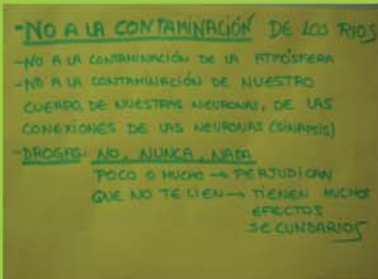 -NO A LA CONTAMINACIÓN DE LOS RIOS
-NO A LA CONTAMINACIÓN DE LA ATMÓSFERA
-NO A LA CONTAMINACIÓN DE NUESTRO
CUERPO, DE NUESTRAS NEURONAS, DE LAS
CONEXIONES DE LAS NEURONAS (SINAPSIS)
-DROGAS: NO, NUNCA, NADA
POCO O MUCHO → PERJUDICAN
QUE NO TE LIEN → TIENEN MUCHOS
EFECTOS
SECUNDARIOS